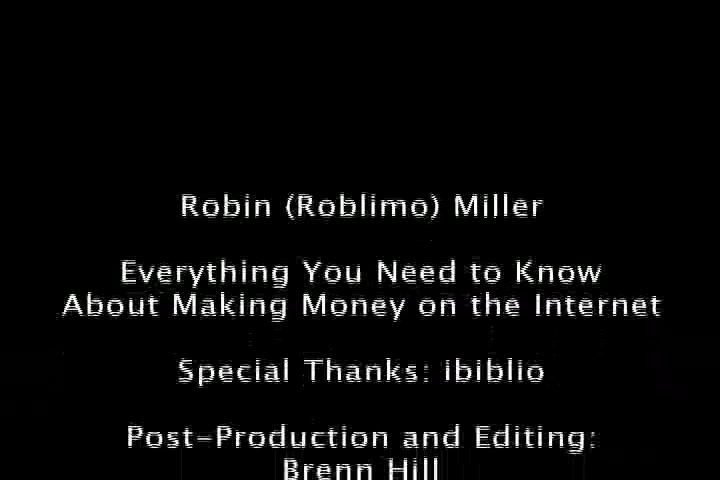 Robin (Roblimo) Miller
Everything You Need to Know
About Making Money on the Internet
Special Thanks: ibiblio
Post-Production and Editing:
Brenn Hill